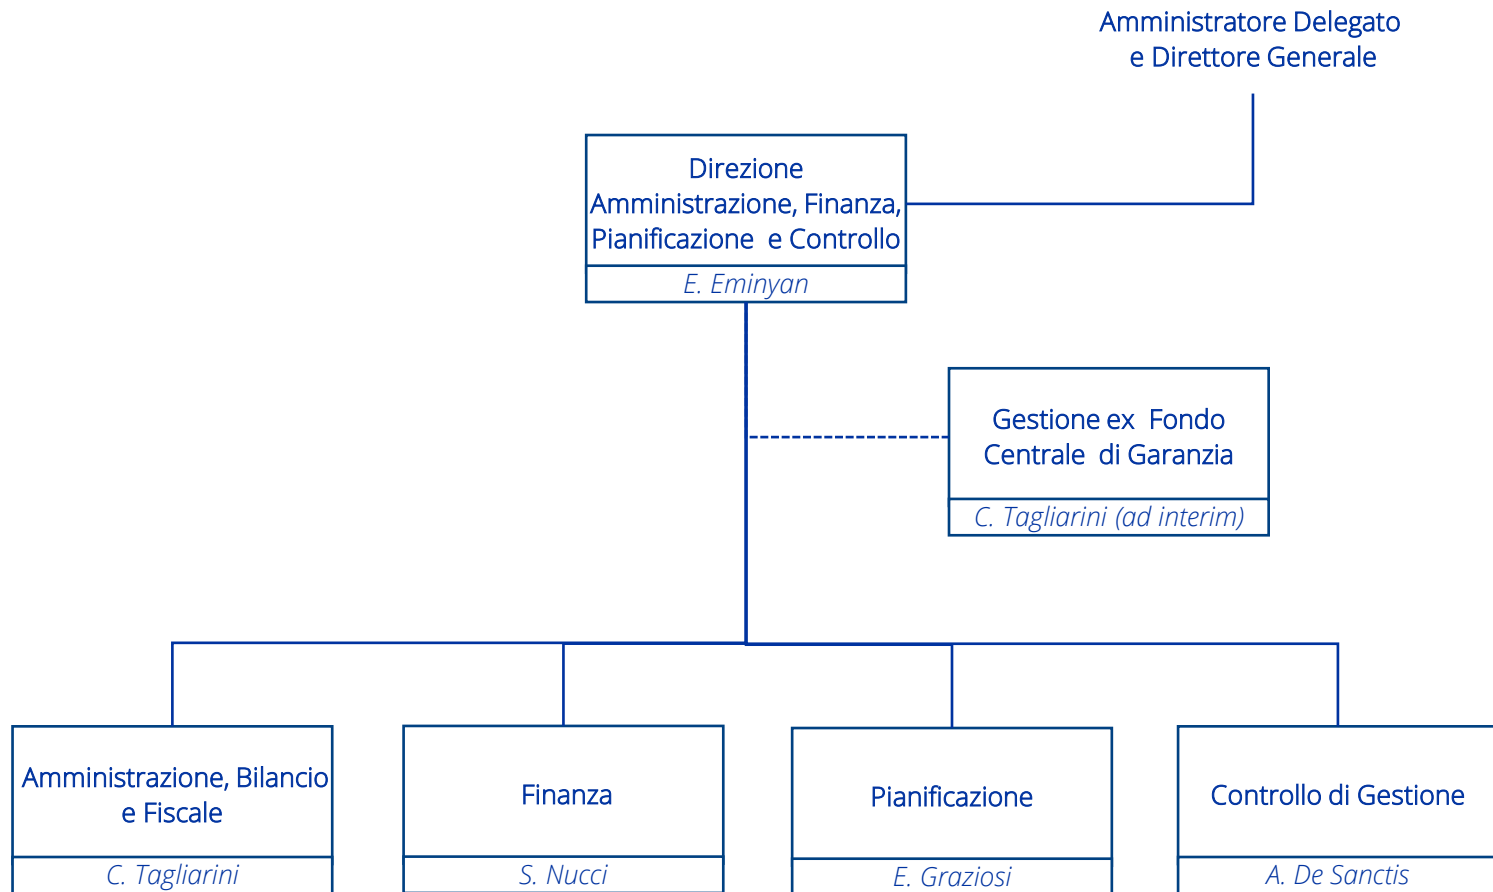 Amministratore Delegato
e Direttore Generale
Direzione
Amministrazione, Finanza,
Pianificazione e Controllo
E. Eminyan
Gestione ex Fondo
Centrale di Garanzia
C. Tagliarini (ad interim)
Amministrazione, Bilancio
e Fiscale
C. Tagliarini
Finanza
S. Nucci
Pianificazione
E. Graziosi
Controllo di Gestione
A. De Sanctis